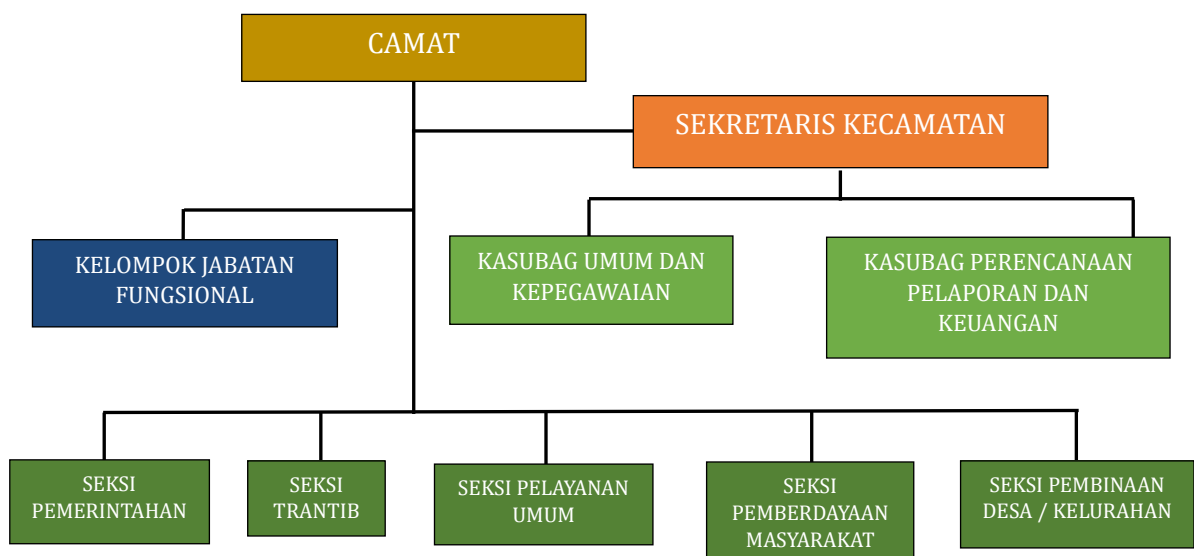 CAMAT
SEKRETARIS KECAMATAN
KELOMPOK JABATAN
FUNGSIONAL
KASUBAG UMUM DAN
KEPEGAWAIAN
KASUBAG PERENCANAAN
PELAPORAN DAN
KEUANGAN
SEKSI
PEMERINTAHAN
SEKSI
TRANTIB
SEKSI PELAYANAN
UMUM
SEKSI
PEMBERDAYAAN
MASYARAKAT
SEKSI PEMBINAAN
DESA / KELURAHAN